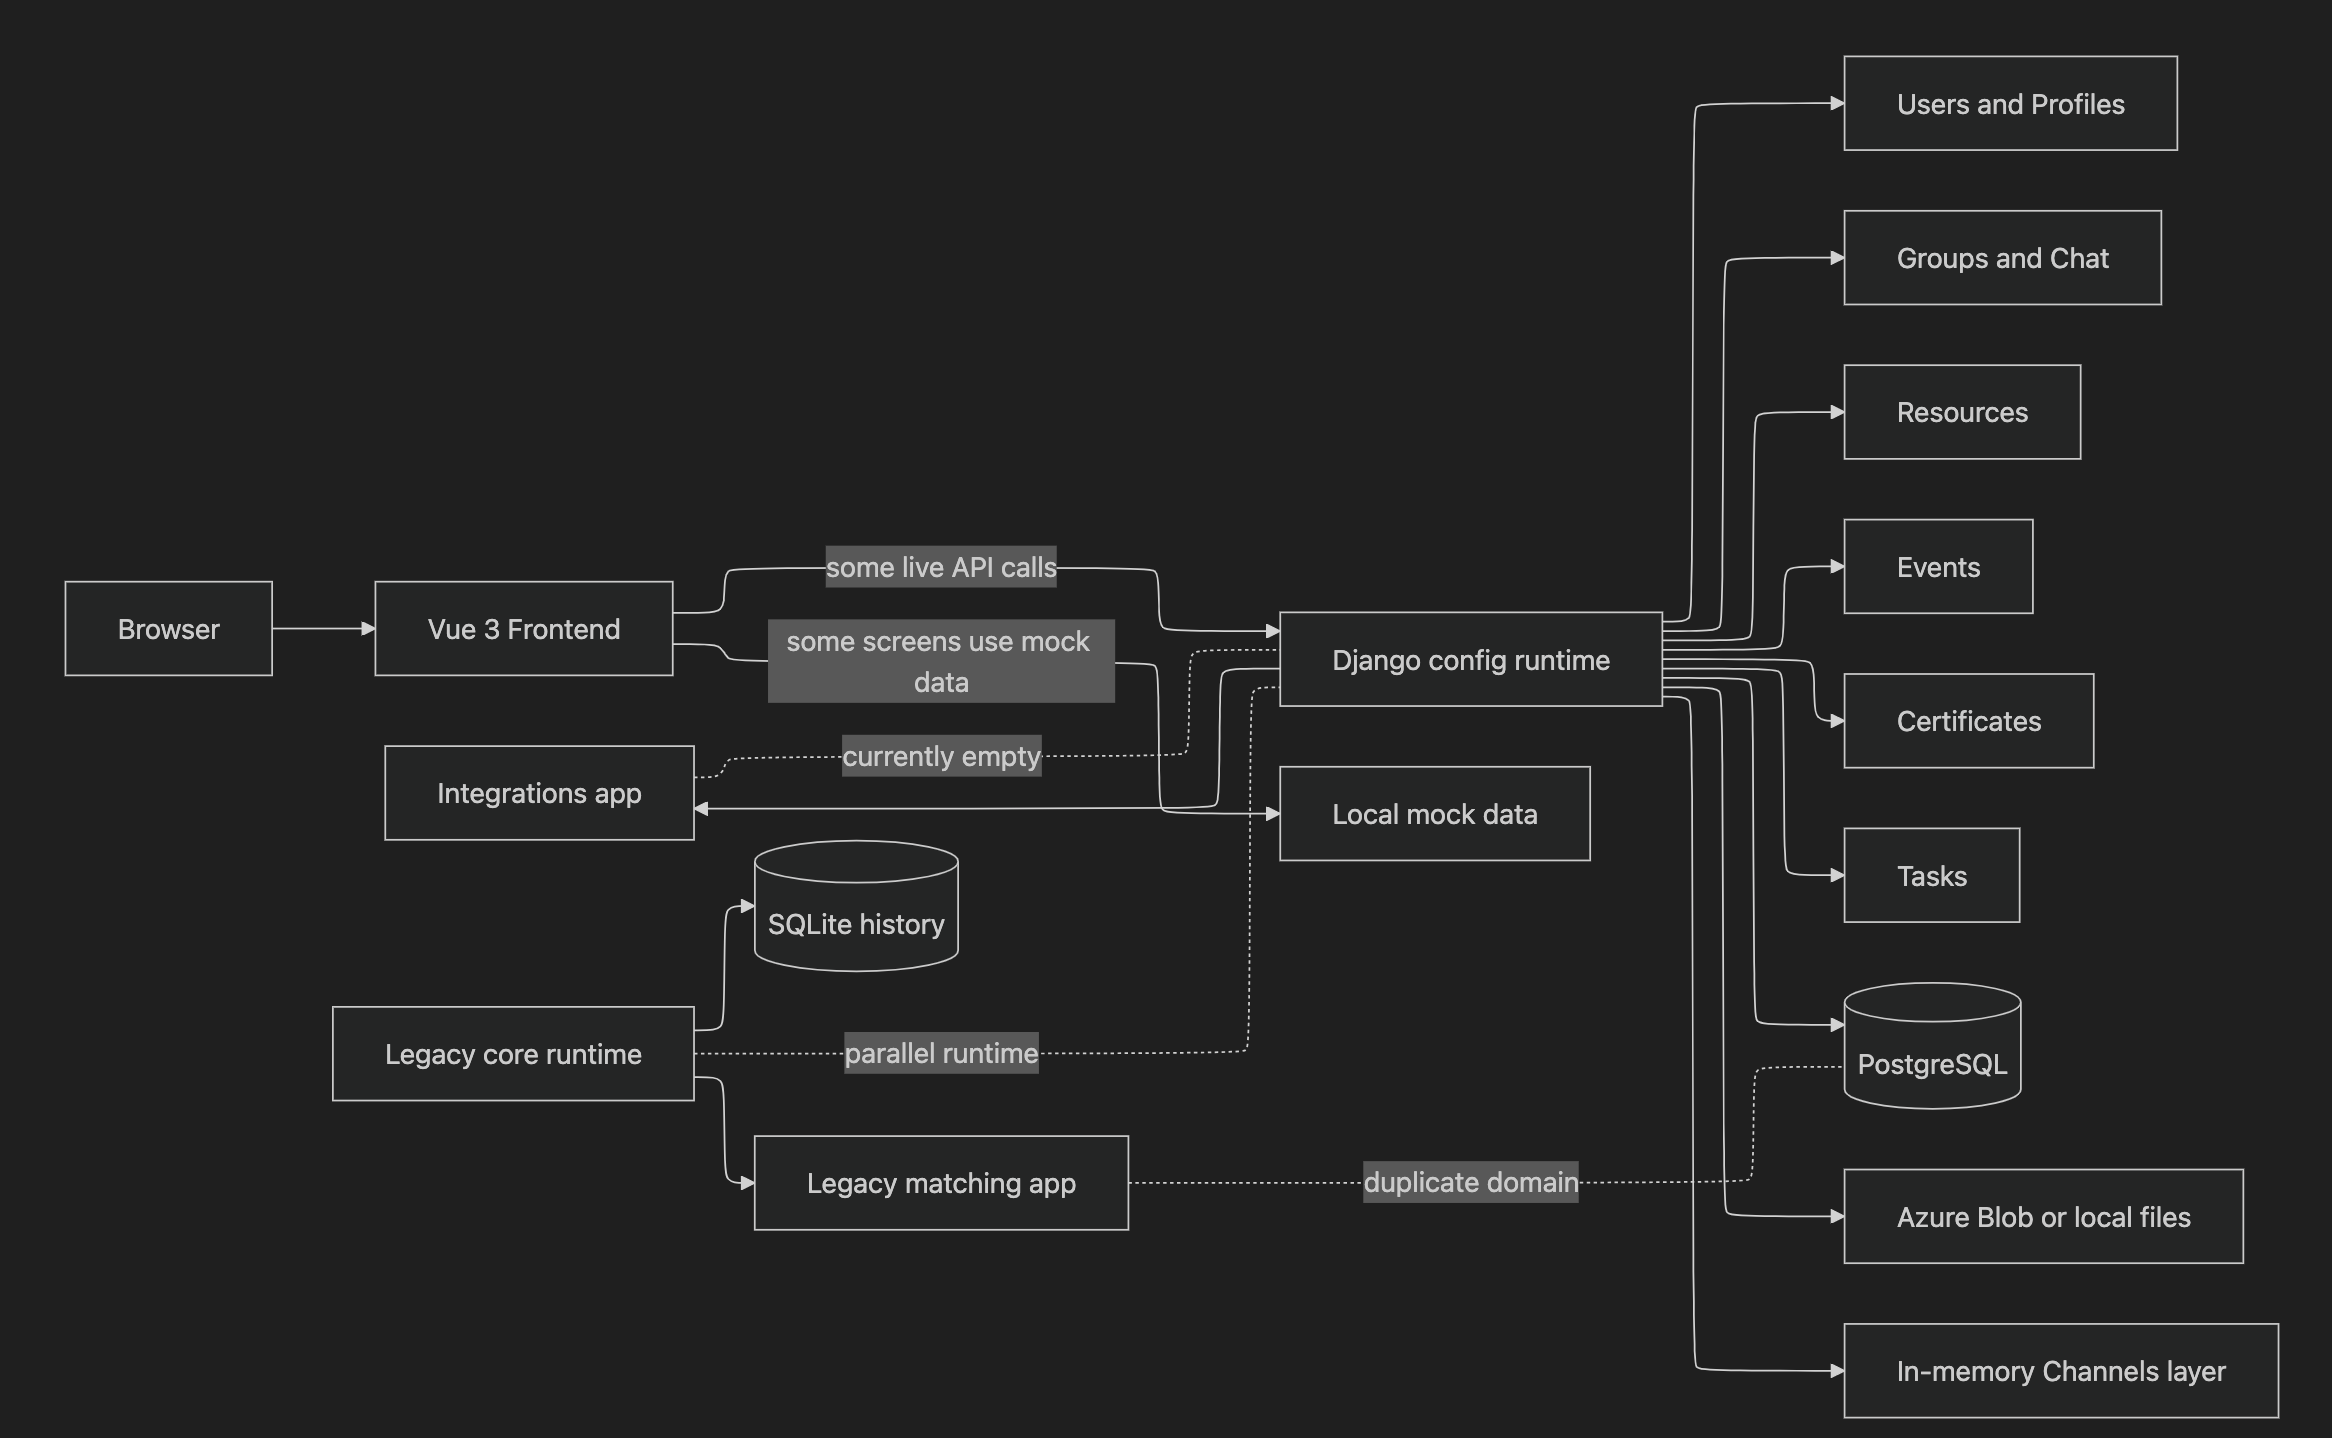 Browser
Vue 3 Frontend
some live API calls
some screens use mock
data
Integrations app
currently empty
SQLite history
Legacy core runtime
parallel runtime
Legacy matching app
duplicate domain
Django config runtime
Local mock data
Users and Profiles
Groups and Chat
Resources
Events
Certificates
Tasks
PostgreSQL
Azure Blob or local files
In-memory Channels layer